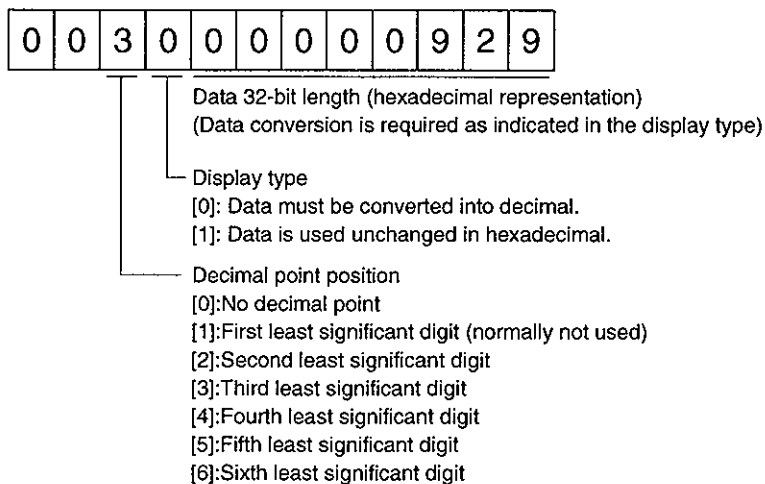 0 0 3 0 0 0 0 0 0 9 2 9
Data 32-bit length (hexadecimal representation)
(Data conversion is required as indicated in the display type)
Display type
[0]: Data must be converted into decimal.
[1]: Data is used unchanged in hexadecimal.
Decimal point position
[0]:No decimal point
[1]:First least significant digit (normally not used)
[2]:Second least significant digit
[3]:Third least significant digit
[4]:Fourth least significant digit
[5]:Fifth least significant digit
[6]:Sixth least significant digit